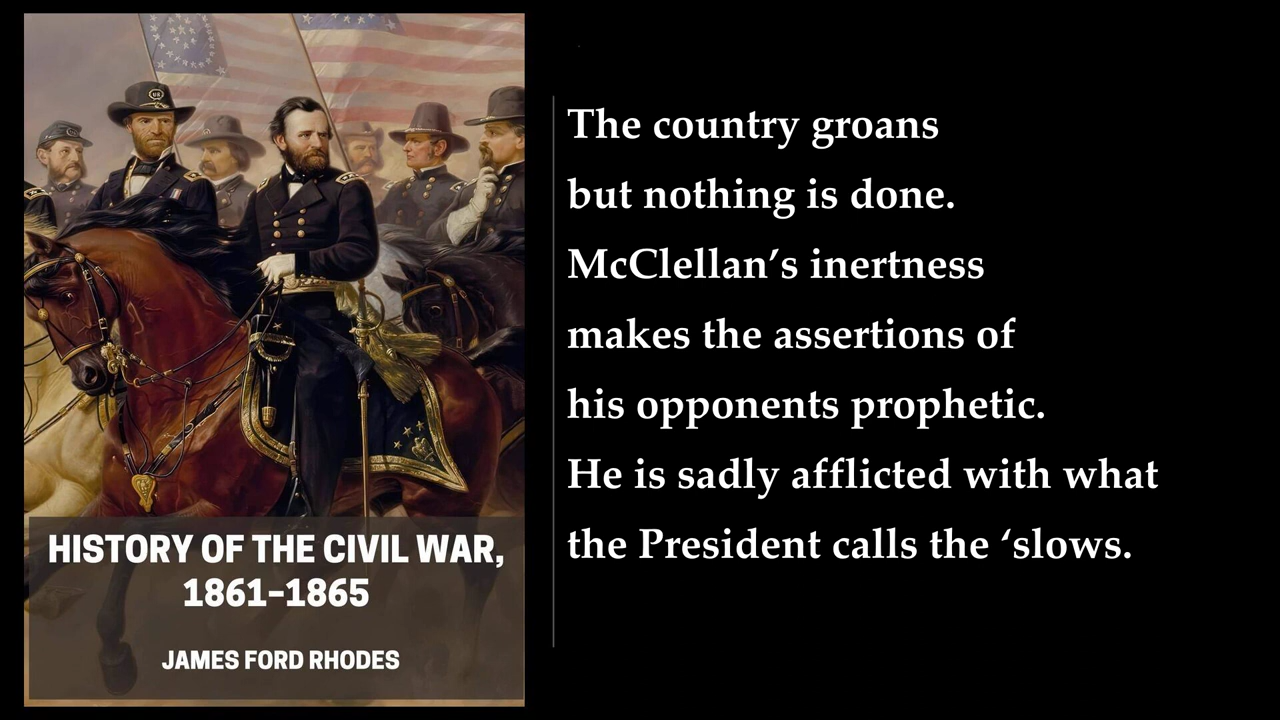 HISTORY OF THE CIVIL WAR,
1861–1865
JAMES FORD RHODES
The country groans
but nothing is done.
McClellan’s inertness
makes the assertions of
his opponents prophetic.
He is sadly afflicted with what
the President calls the ‘slows.